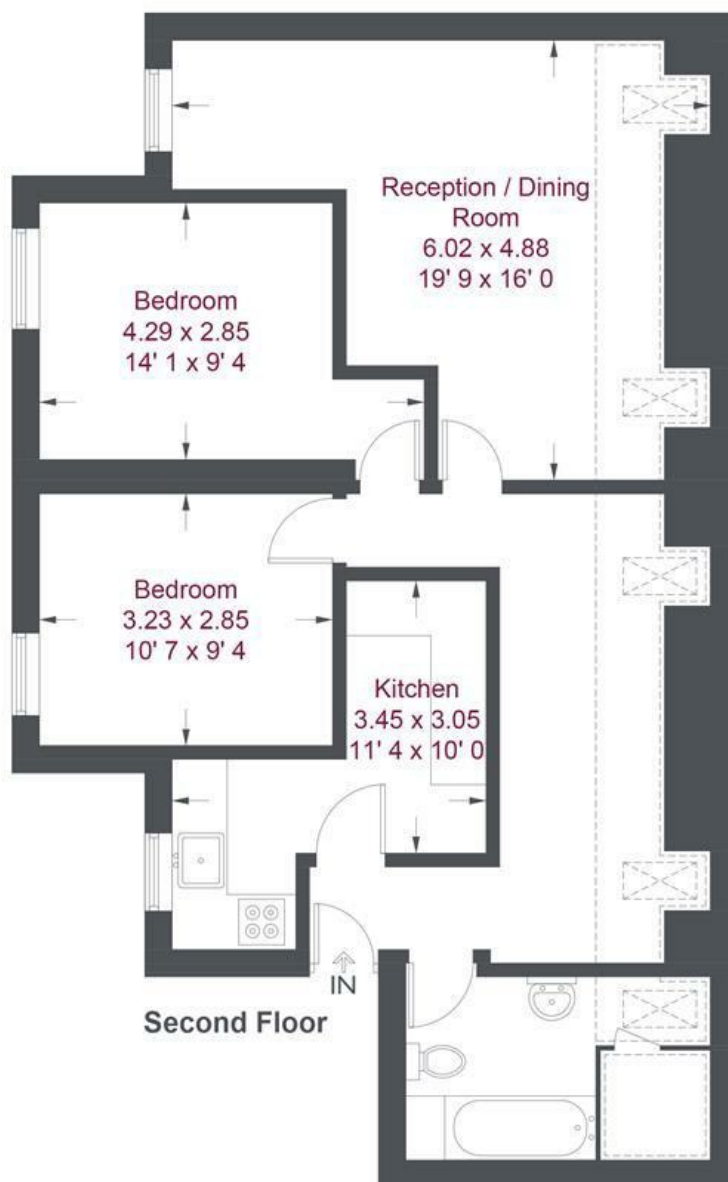 Reception / Dining
Room
6.02 x 4.88
19' 9 x 16' 0
Bedroom
4.29 x 2.85
14' 1 x 9' 4
Bedroom
3.23 x 2.85
10' 7 x 9' 4
Kitchen
3.45 x 3.05
11' 4 x 10' 0
IN
Second Floor